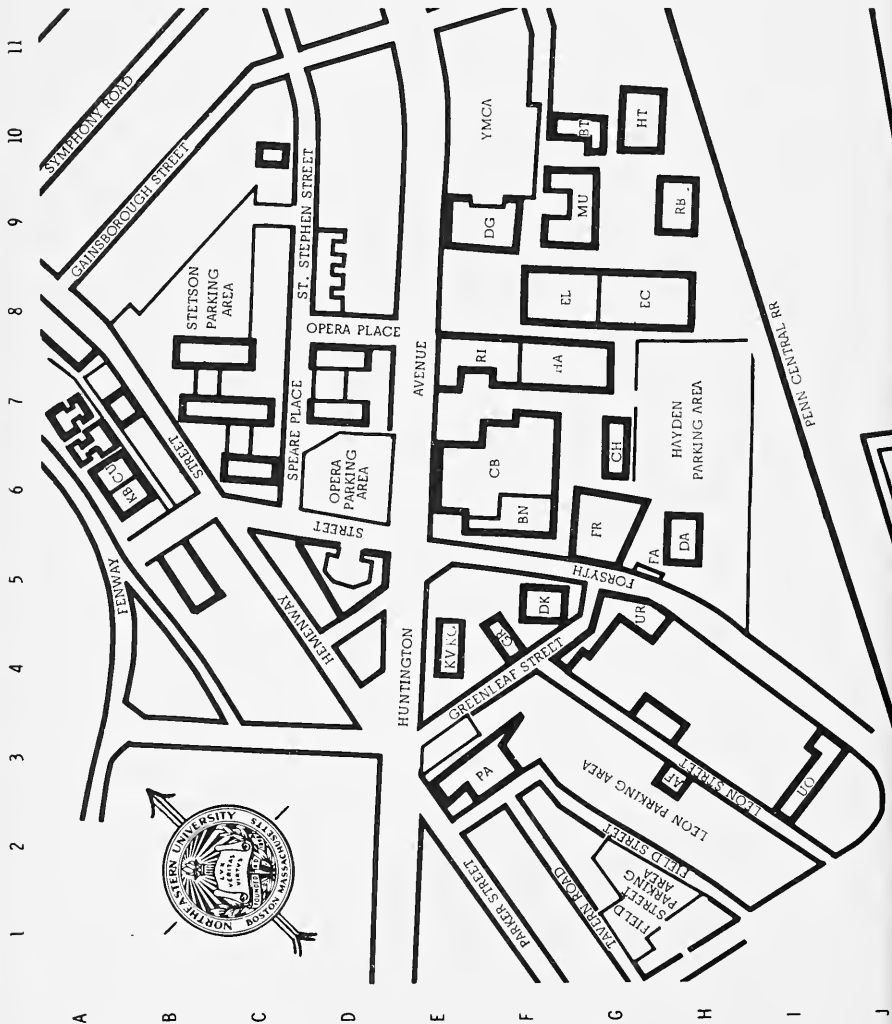 1 2 3 4 5 6 7 8 9 10 11
A
B
C
D
E
F
G
H
I
J
SYMPHONY ROAD
GAINSBOROUGH STREET
ST. STEPHEN STREET
STETSON
PARKING
AREA
OPERA PLACE
SPEARE PLACE
OPERA
PARKING
AREA
STREET
STREET
HEMENWAY
FENWAY
KB
CU
HUNTINGTON
AVENUE
YMCA
DG
MU
BT
HT
RB
EL
EC
RI
HA
CB
BN
CH
HAYDEN
PARKING AREA
PENN CENTRAL RR
FR
FA
DA
FORSYTH
DK
GR
UR
KV KG
GREENLEAF STREET
PA
LEON PARKING AREA
AF
LEON STREET
UO
FIELD STREET
FIELD
STREET
PARKING
AREA
TAVERN ROAD
PARKER STREET
NORTHEASTERN UNIVERSITY
BOSTON MASSACHUSETTS
LVX
VERITAS
VIRTVS
N